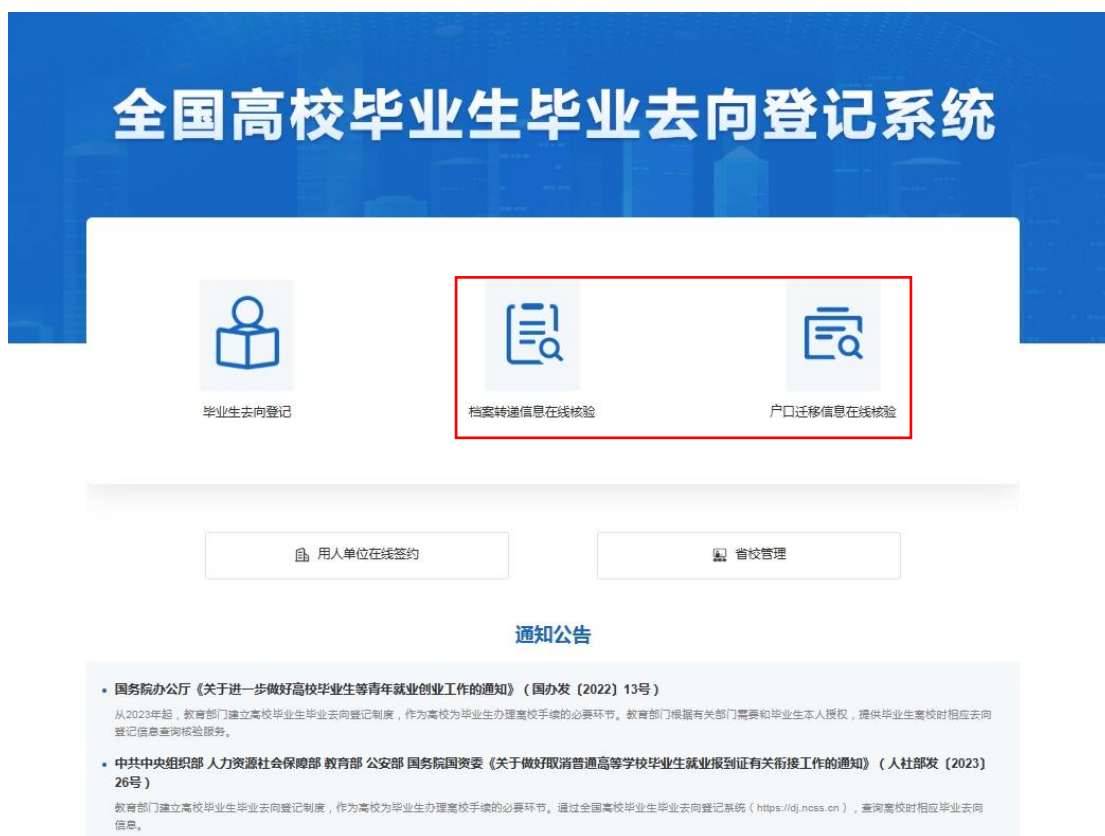 全国高校毕业生毕业去向登记系统
毕业生去向登记
档案转递信息在线核验
户口迁移信息在线核验
用人单位在线签约
省校管理
通知公告
• 国务院办公厅《关于进一步做好高校毕业生等青年就业创业工作的通知》（国办发〔2022〕13号）
从2023年起，教育部门建立高校毕业生毕业去向登记制度，作为高校为毕业生办理离校手续的必要环节。教育部门根据有关部门需要和毕业生本人授权，提供毕业生离校时相应去向
登记信息查询核验服务。
• 中共中央组织部 人力资源社会保障部 教育部 公安部 国务院国资委《关于做好取消普通高等学校毕业生就业报到证有关衔接工作的通知》（人社部发〔2023〕
26号）
教育部门建立高校毕业生毕业去向登记制度，作为高校为毕业生办理离校手续的必要环节。通过全国高校毕业生毕业去向登记系统（https://dj.ncss.cn），查询离校时相应毕业去向
信息。